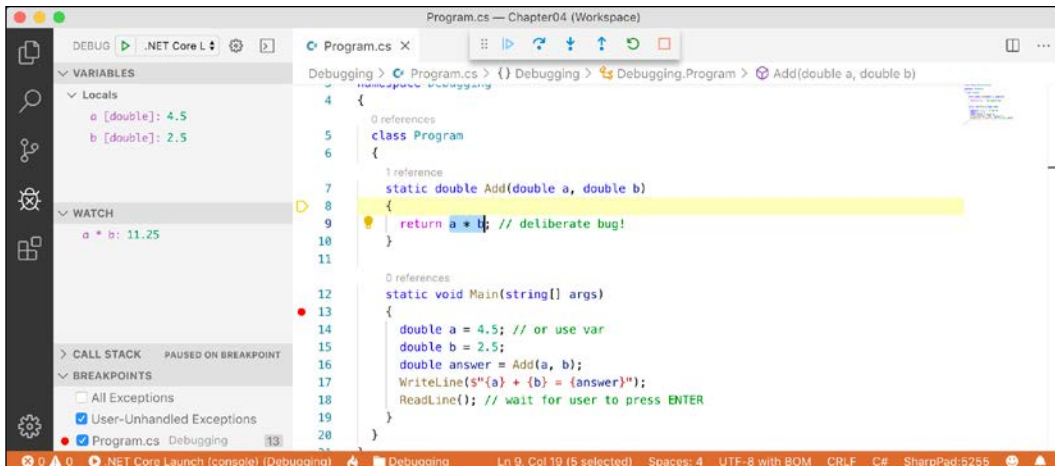 Program.cs — Chapter04 (Workspace)
DEBUG .NET Core L
Program.cs
Debugging > Program.cs > {} Debugging > Debugging.Program > Add(double a, double b)
VARIABLES
Locals
a [double]: 4.5
b [double]: 2.5
WATCH
a * b: 11.25
> CALL STACK PAUSED ON BREAKPOINT
BREAKPOINTS
All Exceptions
User-Unhandled Exceptions
Program.cs Debugging 13
namespace Debugging
4 {
0 references
5 class Program
6 {
1 reference
7 static double Add(double a, double b)
8 {
9 return a * b; // deliberate bug!
10 }
11
0 references
12 static void Main(string[] args)
13 {
14 double a = 4.5; // or use var
15 double b = 2.5;
16 double answer = Add(a, b);
17 WriteLine($"{a} + {b} = {answer}");
18 ReadLine(); // wait for user to press ENTER
19 }
20 }
0 0 .NET Core Launch (console) (Debugging) Debugging Ln 9, Col 19 (5 selected) Spaces: 4 UTF-8 with BOM CRLF C# SharpPad:5255